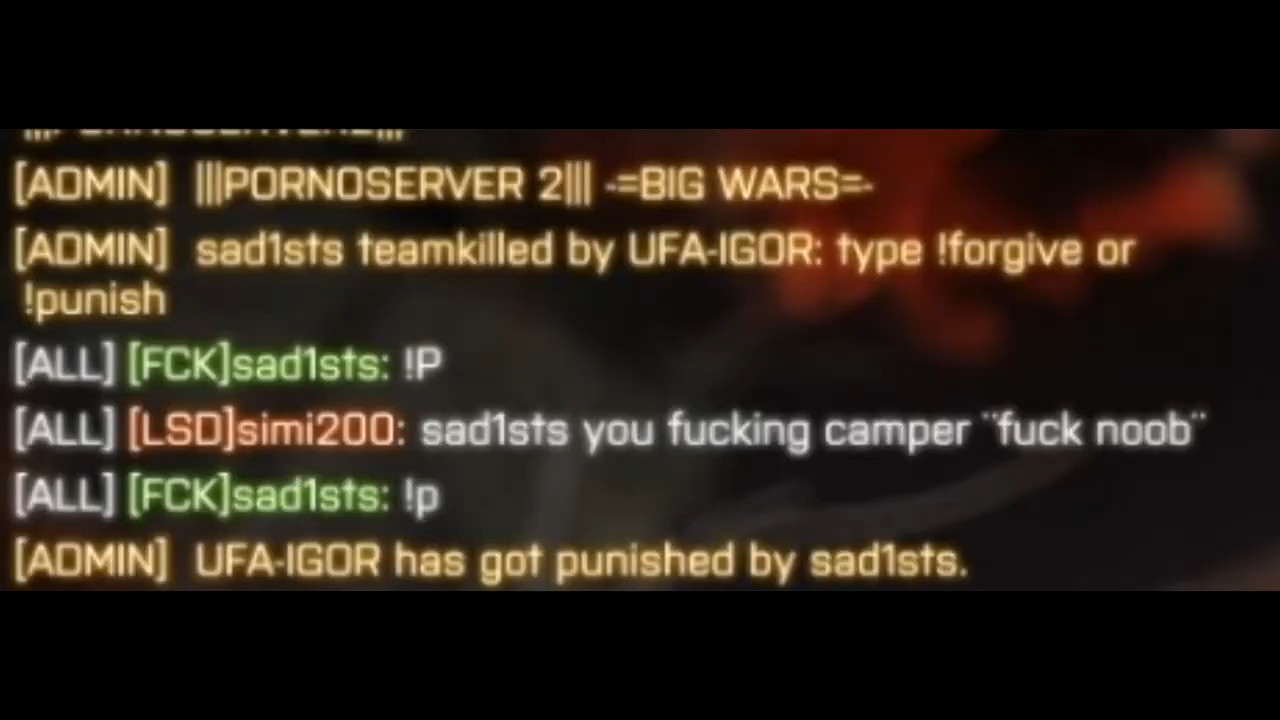 [ADMIN] |||PORNOSERVER 2||| -=BIG WARS=-
[ADMIN] sad1sts teamkilled by UFA-IGOR: type !forgive or
!punish
[ALL] [FCK]sad1sts: !P
[ALL] [LSD]simi200: sad1sts you fucking camper ¨fuck noob¨
[ALL] [FCK]sad1sts: !p
[ADMIN] UFA-IGOR has got punished by sad1sts.